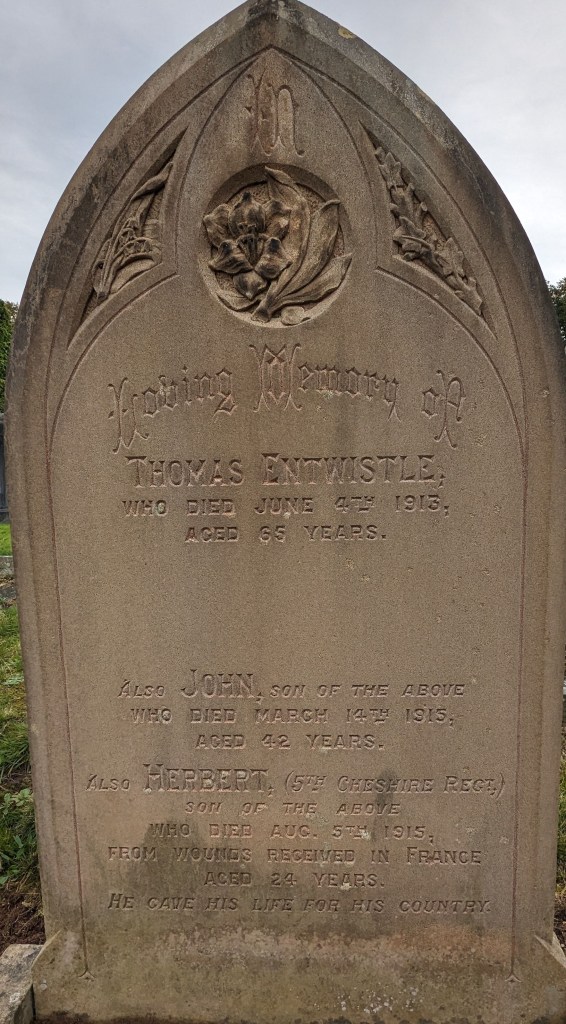 In
Loving Memory of
THOMAS ENTWISTLE,
WHO DIED JUNE 4TH 1913,
AGED 65 YEARS.
ALSO JOHN, SON OF THE ABOVE
WHO DIED MARCH 14TH 1915,
AGED 42 YEARS.
ALSO HERBERT, (5TH CHESHIRE REGT,)
SON OF THE ABOVE
WHO DIED AUG. 5TH 1915,
FROM WOUNDS RECEIVED IN FRANCE
AGED 24 YEARS.
HE GAVE HIS LIFE FOR HIS COUNTRY.